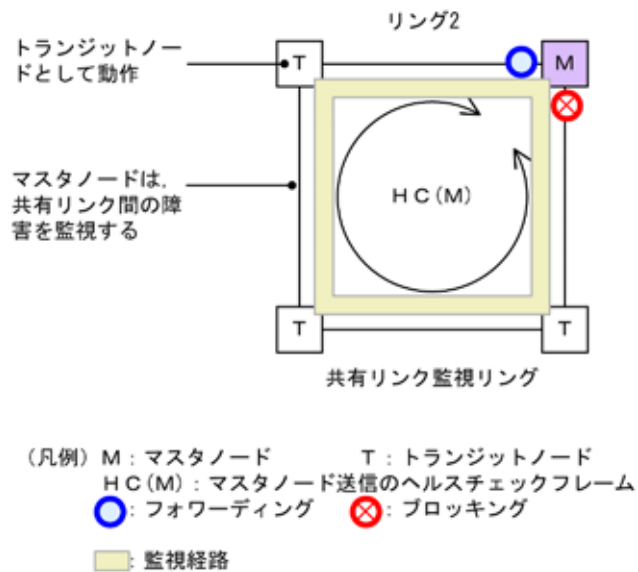 リング2
トランジットノー
ドとして動作
T
M
マスタノードは,
共有リンク間の障
害を監視する
HC(M)
T
T
共有リンク監視リング
(凡例) M:マスタノード T:トランジットノード
HC(M):マスタノード送信のヘルスチェックフレーム
:フォワーディング :ブロッキング
:監視経路